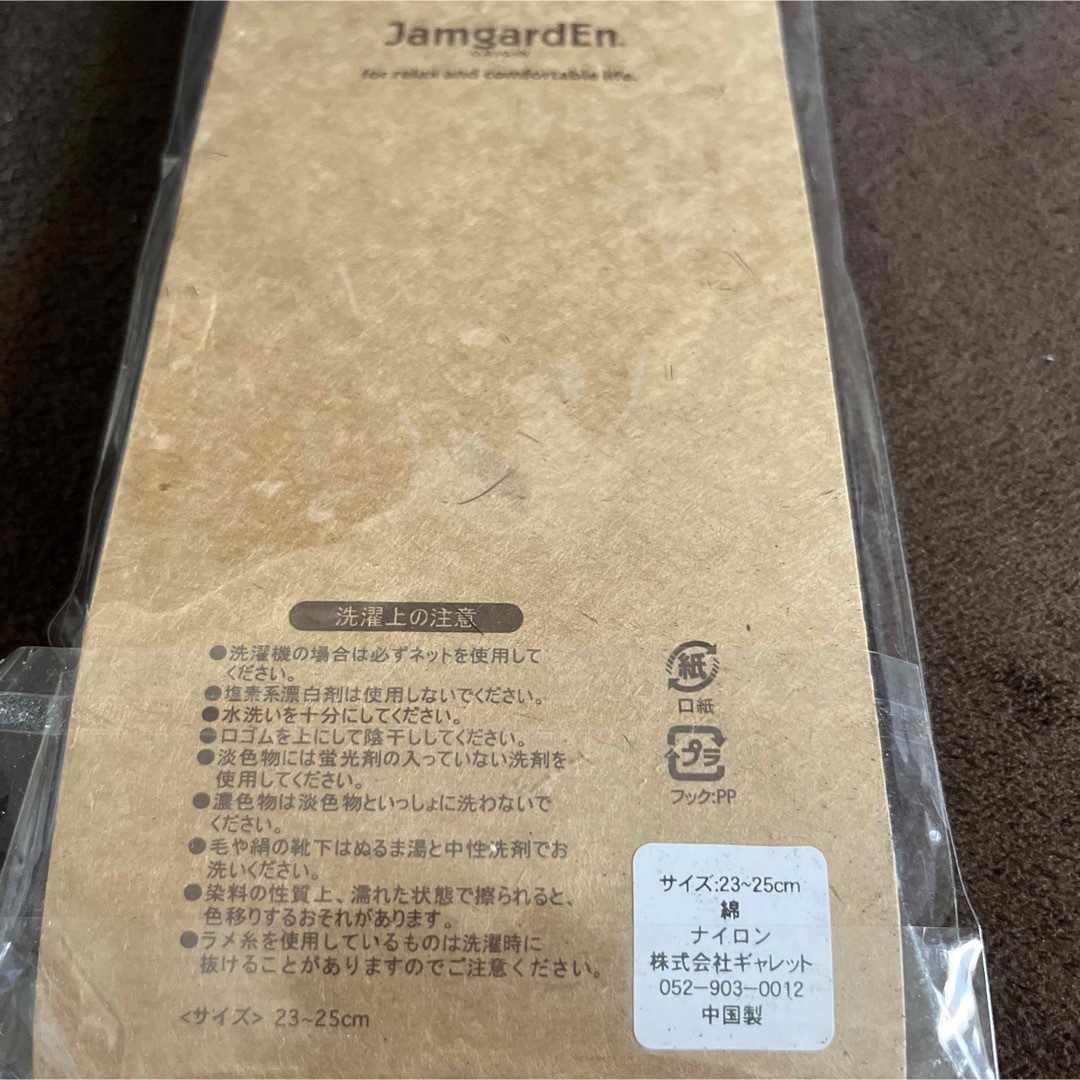 JamgardEn.
for relax and comfortable life.
洗濯上の注意
●洗濯機の場合は必ずネットを使用して
ください。
●塩素系漂白剤は使用しないでください。
●水洗いを十分にしてください。
●口ゴムを上にして陰干ししてください。
●淡色物には蛍光剤の入っていない洗剤を
使用してください。
●濃色物は淡色物といっしょに洗わないで
ください。
●毛や絹の靴下はぬるま湯と中性洗剤でお
洗いください。
●染料の性質上、濡れた状態で擦られると、
色移りするおそれがあります。
●ラメ糸を使用しているものは洗濯時に
抜けることがありますのでご注意ください。
<サイズ> 23~25cm
紙
口紙
プラ
フック:PP
サイズ:23~25cm
綿
ナイロン
株式会社ギャレット
052-903-0012
中国製